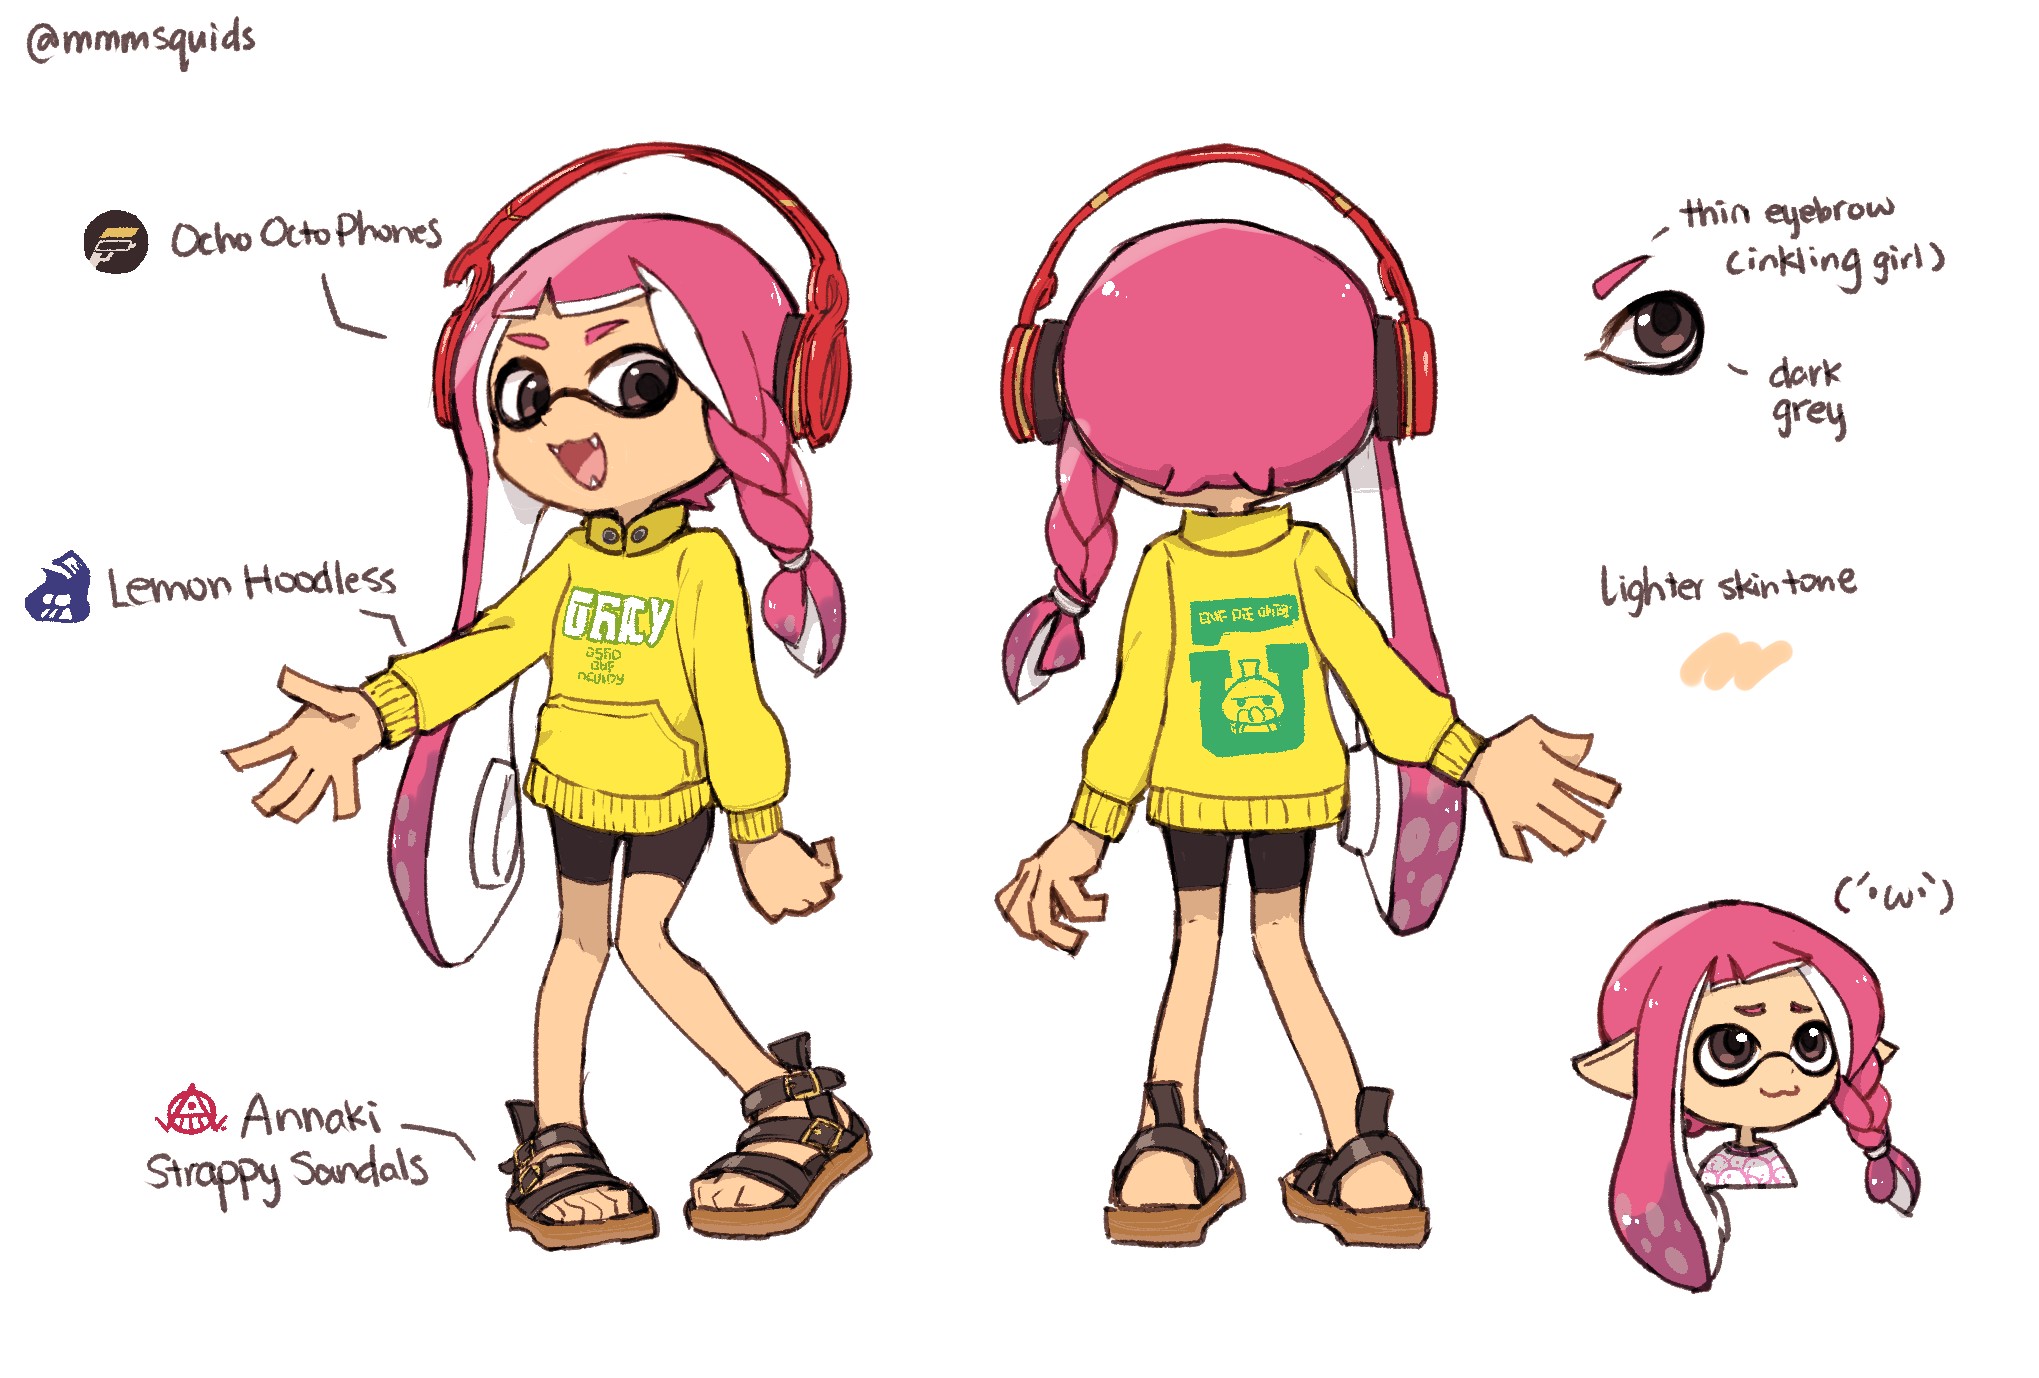 @mmmsquids
Ocho Octo Phones
Lemon Hoodless
Annaki
Strappy Sandals
thin eyebrow
(inkling girl)
dark
grey
lighter skintone
(´•ω•`)